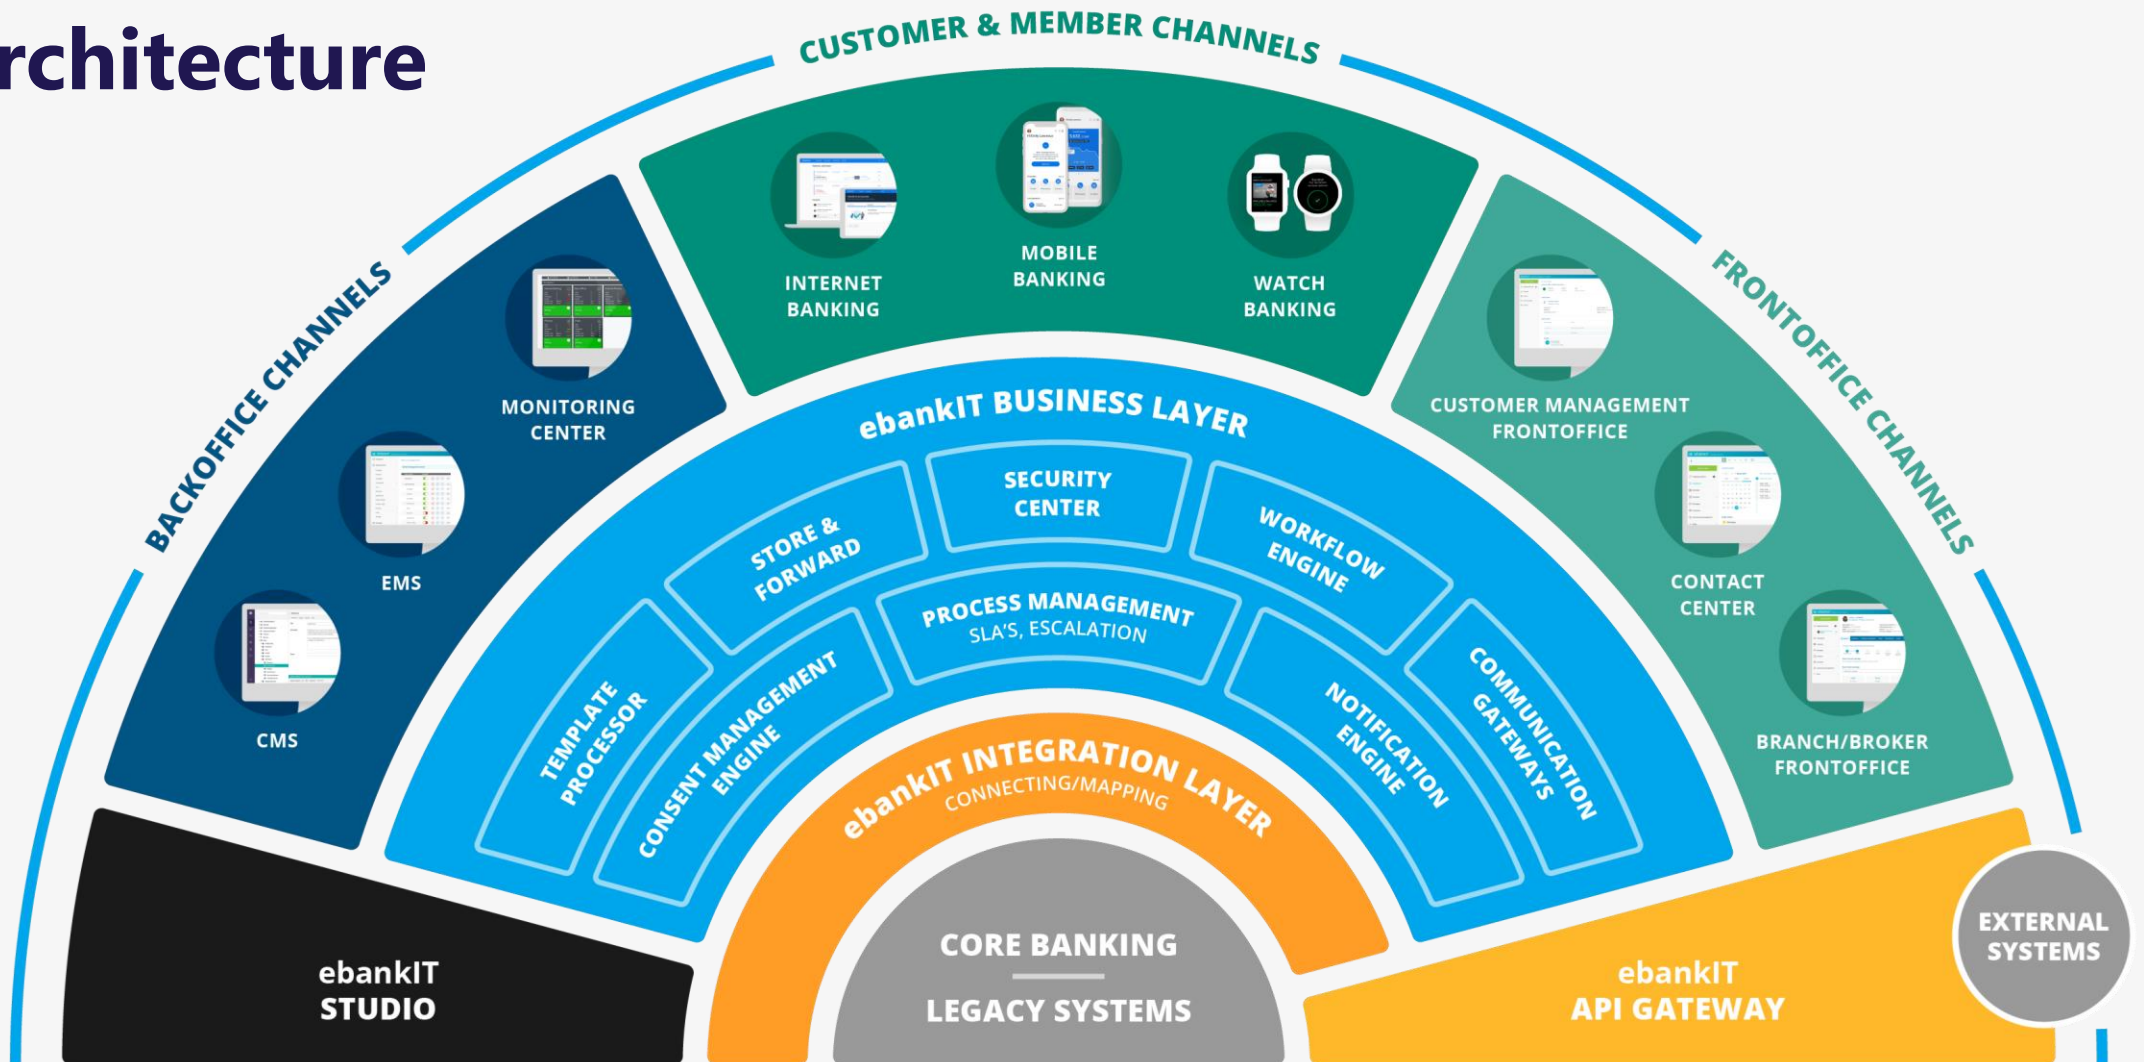 rchitecture
CUSTOMER & MEMBER CHANNELS
INTERNET
BANKING
MOBILE
BANKING
WATCH
BANKING
BACKOFFICE CHANNELS
MONITORING
CENTER
EMS
CMS
FRONTOFFICE CHANNELS
CUSTOMER MANAGEMENT
FRONTOFFICE
CONTACT
CENTER
BRANCH/BROKER
FRONTOFFICE
ebankIT BUSINESS LAYER
TEMPLATE
PROCESSOR
STORE &
FORWARD
SECURITY
CENTER
WORKFLOW
ENGINE
COMMUNICATION
GATEWAYS
CONSENT MANAGEMENT
ENGINE
PROCESS MANAGEMENT
SLA'S, ESCALATION
NOTIFICATION
ENGINE
ebankIT INTEGRATION LAYER
CONNECTING/MAPPING
CORE BANKING
LEGACY SYSTEMS
ebankIT
STUDIO
ebankIT
API GATEWAY
EXTERNAL
SYSTEMS